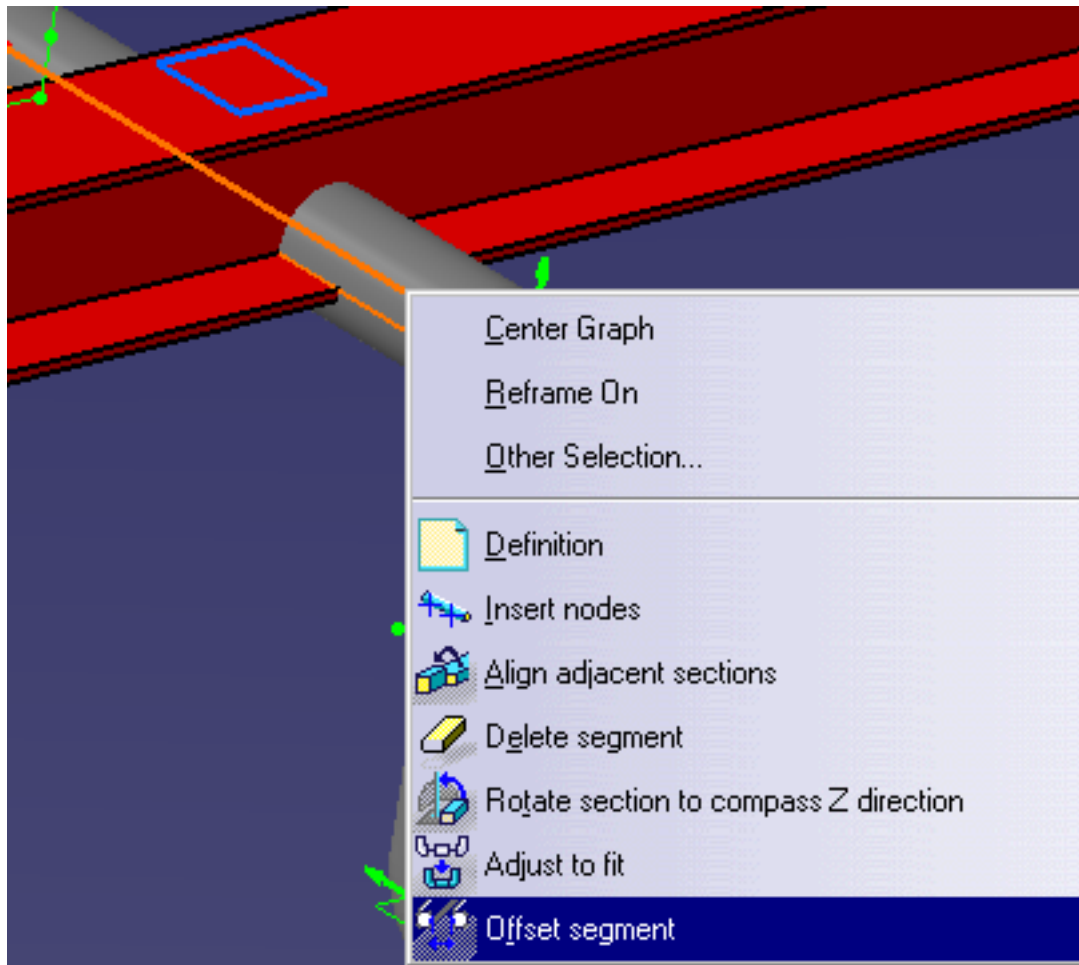 Center Graph
Reframe On
Other Selection...
Definition
Insert nodes
Align adjacent sections
Delete segment
Rotate section to compass Z direction
Adjust to fit
Offset segment